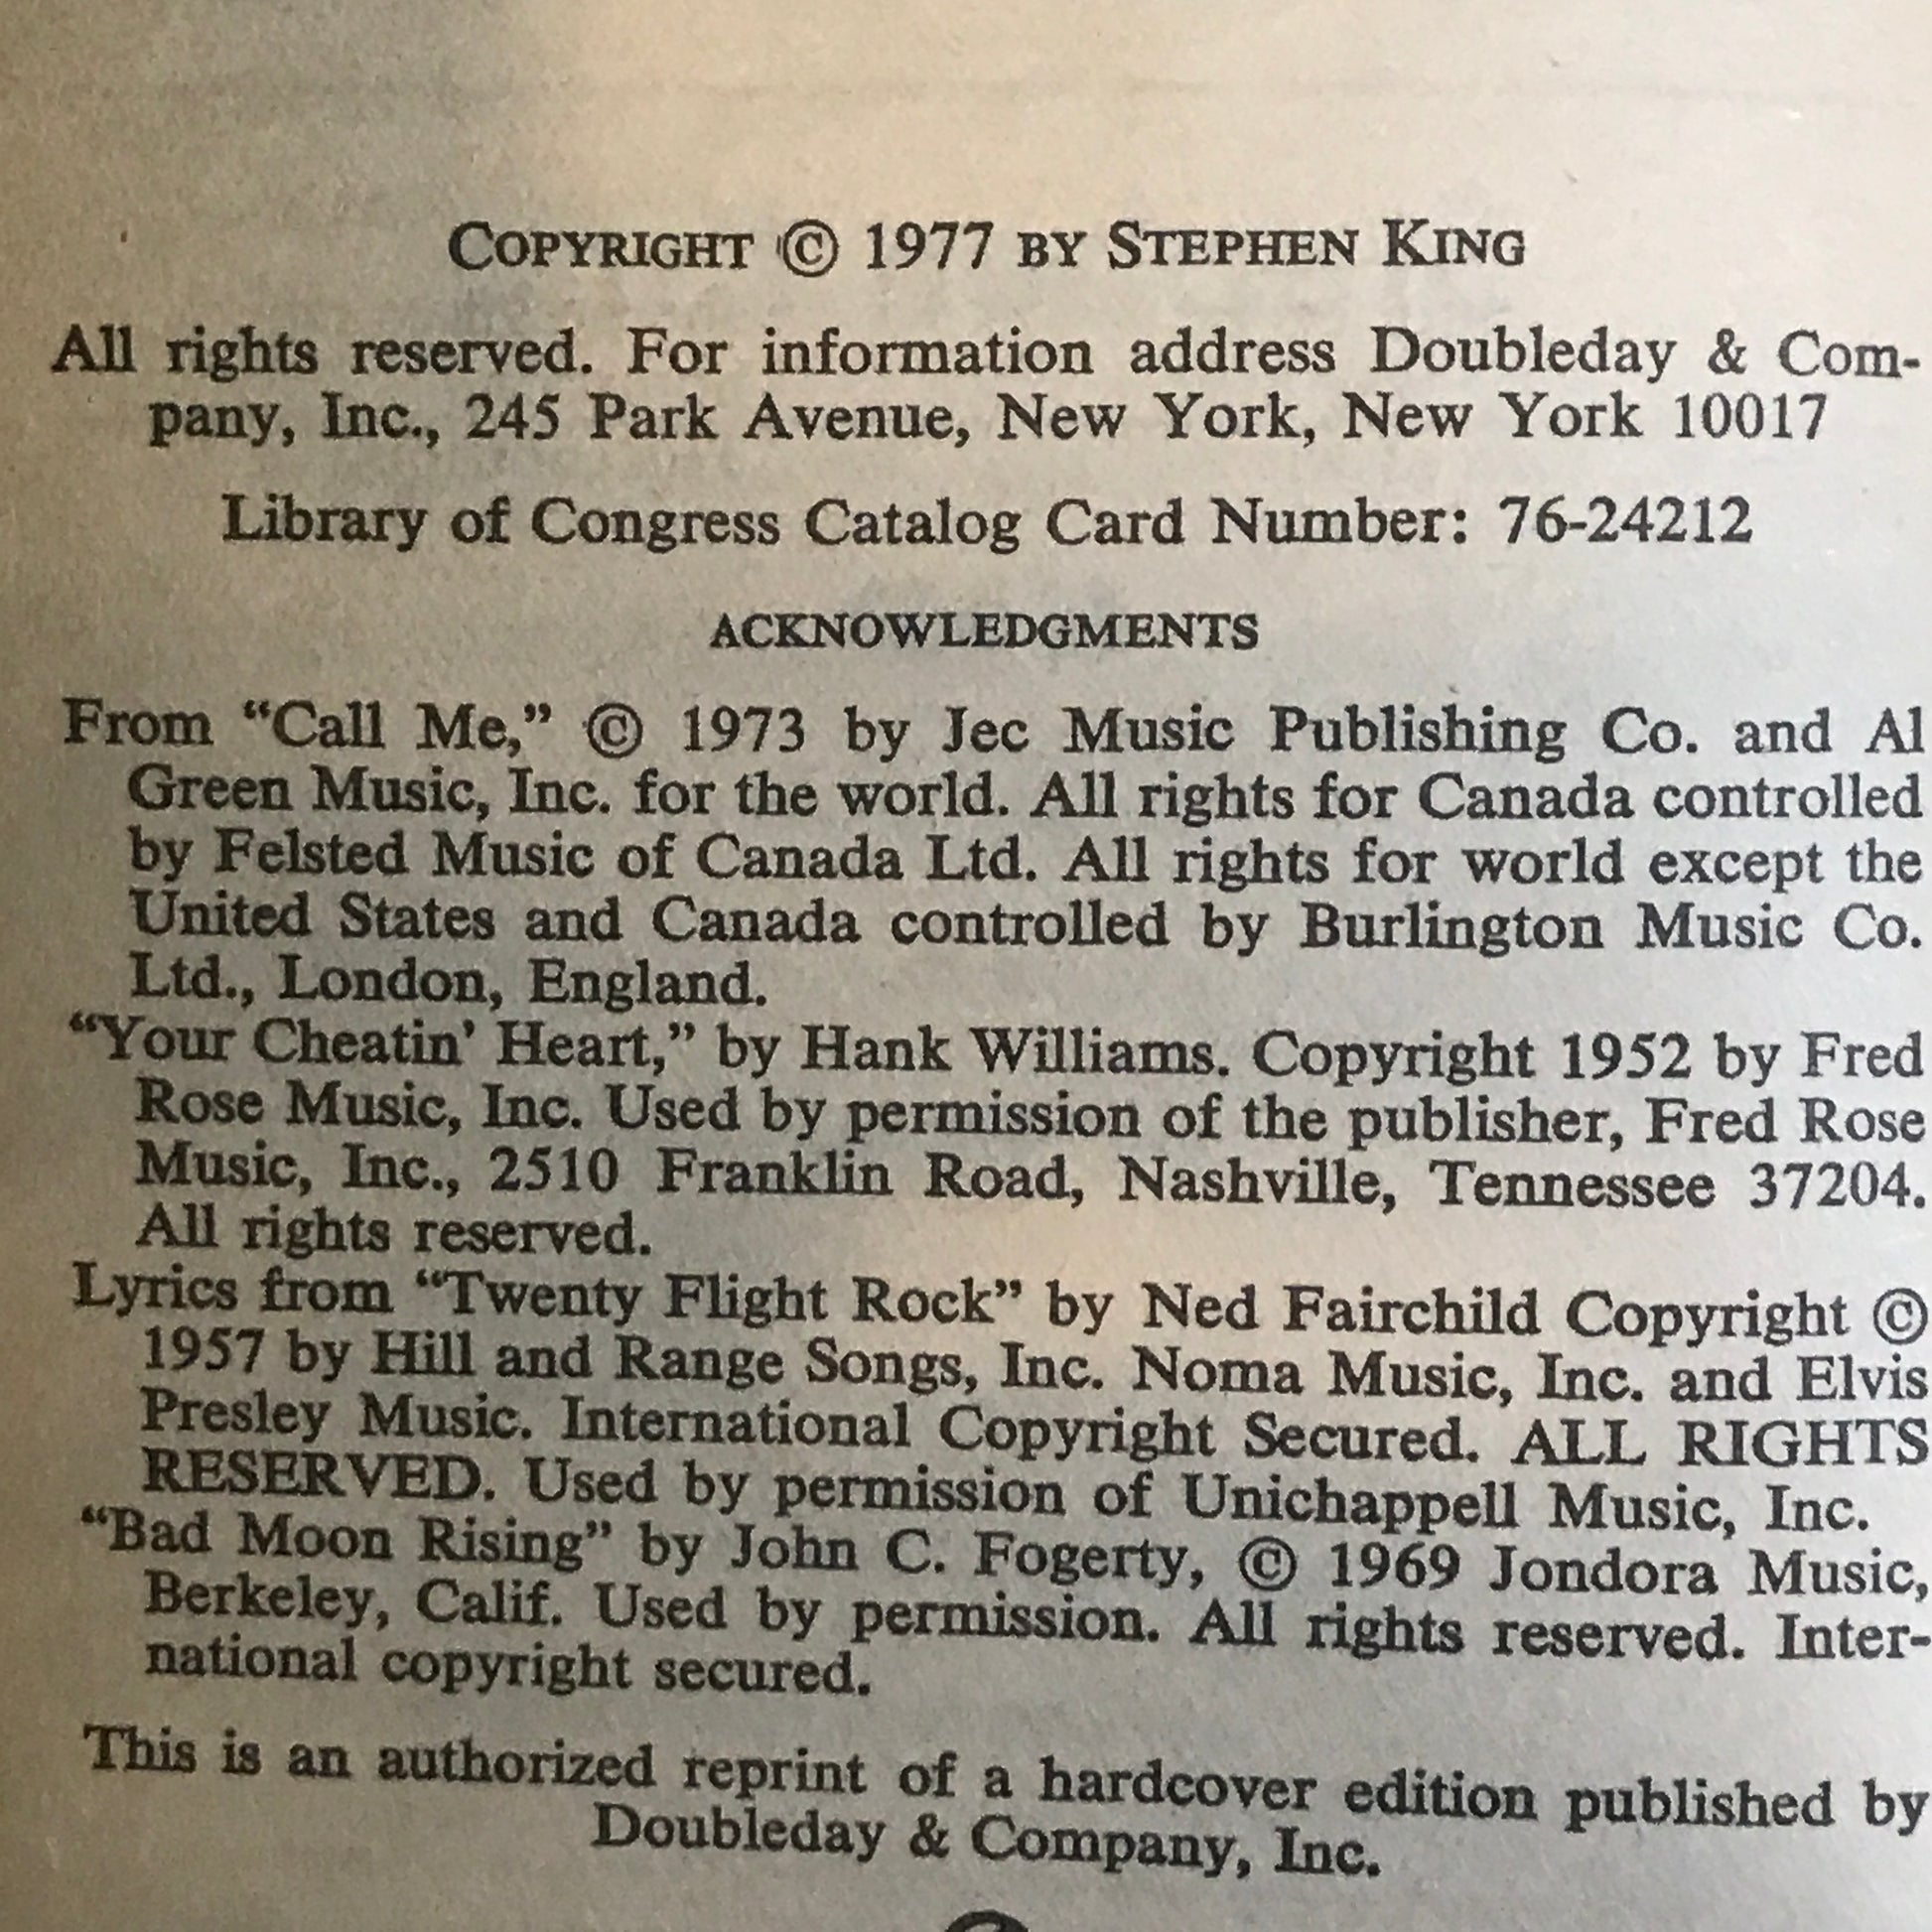 COPYRIGHT © 1977 BY STEPHEN KING
All rights reserved. For information address Doubleday & Com-
pany, Inc., 245 Park Avenue, New York, New York 10017
Library of Congress Catalog Card Number: 76-24212
ACKNOWLEDGMENTS
From “Call Me,” © 1973 by Jec Music Publishing Co. and Al
Green Music, Inc. for the world. All rights for Canada controlled
by Felsted Music of Canada Ltd. All rights for world except the
United States and Canada controlled by Burlington Music Co.
Ltd., London, England.
“Your Cheatin’ Heart,” by Hank Williams. Copyright 1952 by Fred
Rose Music, Inc. Used by permission of the publisher, Fred Rose
Music, Inc., 2510 Franklin Road, Nashville, Tennessee 37204.
All rights reserved.
Lyrics from “Twenty Flight Rock” by Ned Fairchild Copyright ©
1957 by Hill and Range Songs, Inc. Noma Music, Inc. and Elvis
Presley Music. International Copyright Secured. ALL RIGHTS
RESERVED. Used by permission of Unichappell Music, Inc.
“Bad Moon Rising” by John C. Fogerty, © 1969 Jondora Music,
Berkeley, Calif. Used by permission. All rights reserved. Inter-
national copyright secured.
This is an authorized reprint of a hardcover edition published by
Doubleday & Company, Inc.